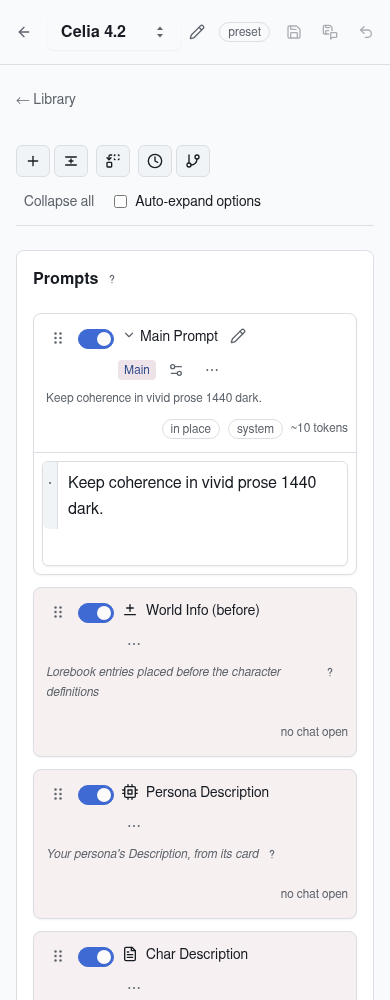 Celia 4.2
preset
← Library
Collapse all
Auto-expand options
Prompts ?
Main Prompt
Main
...
Keep coherence in vivid prose 1440 dark.
in place
system
~10 tokens
Keep coherence in vivid prose 1440
dark.
World Info (before)
...
Lorebook entries placed before the character ?
definitions
no chat open
Persona Description
...
Your persona's Description, from its card ?
no chat open
Char Description
...